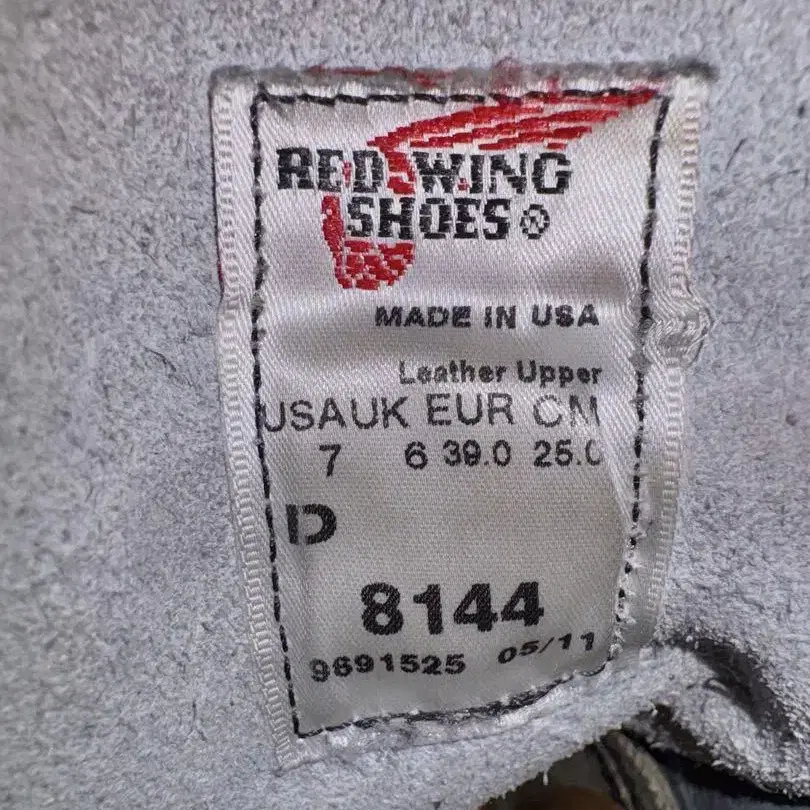 RED WING
SHOES®
MADE IN USA
Leather Upper
USA UK EUR CM
7 6 39.0 25.0
D
8144
9691525 05/11